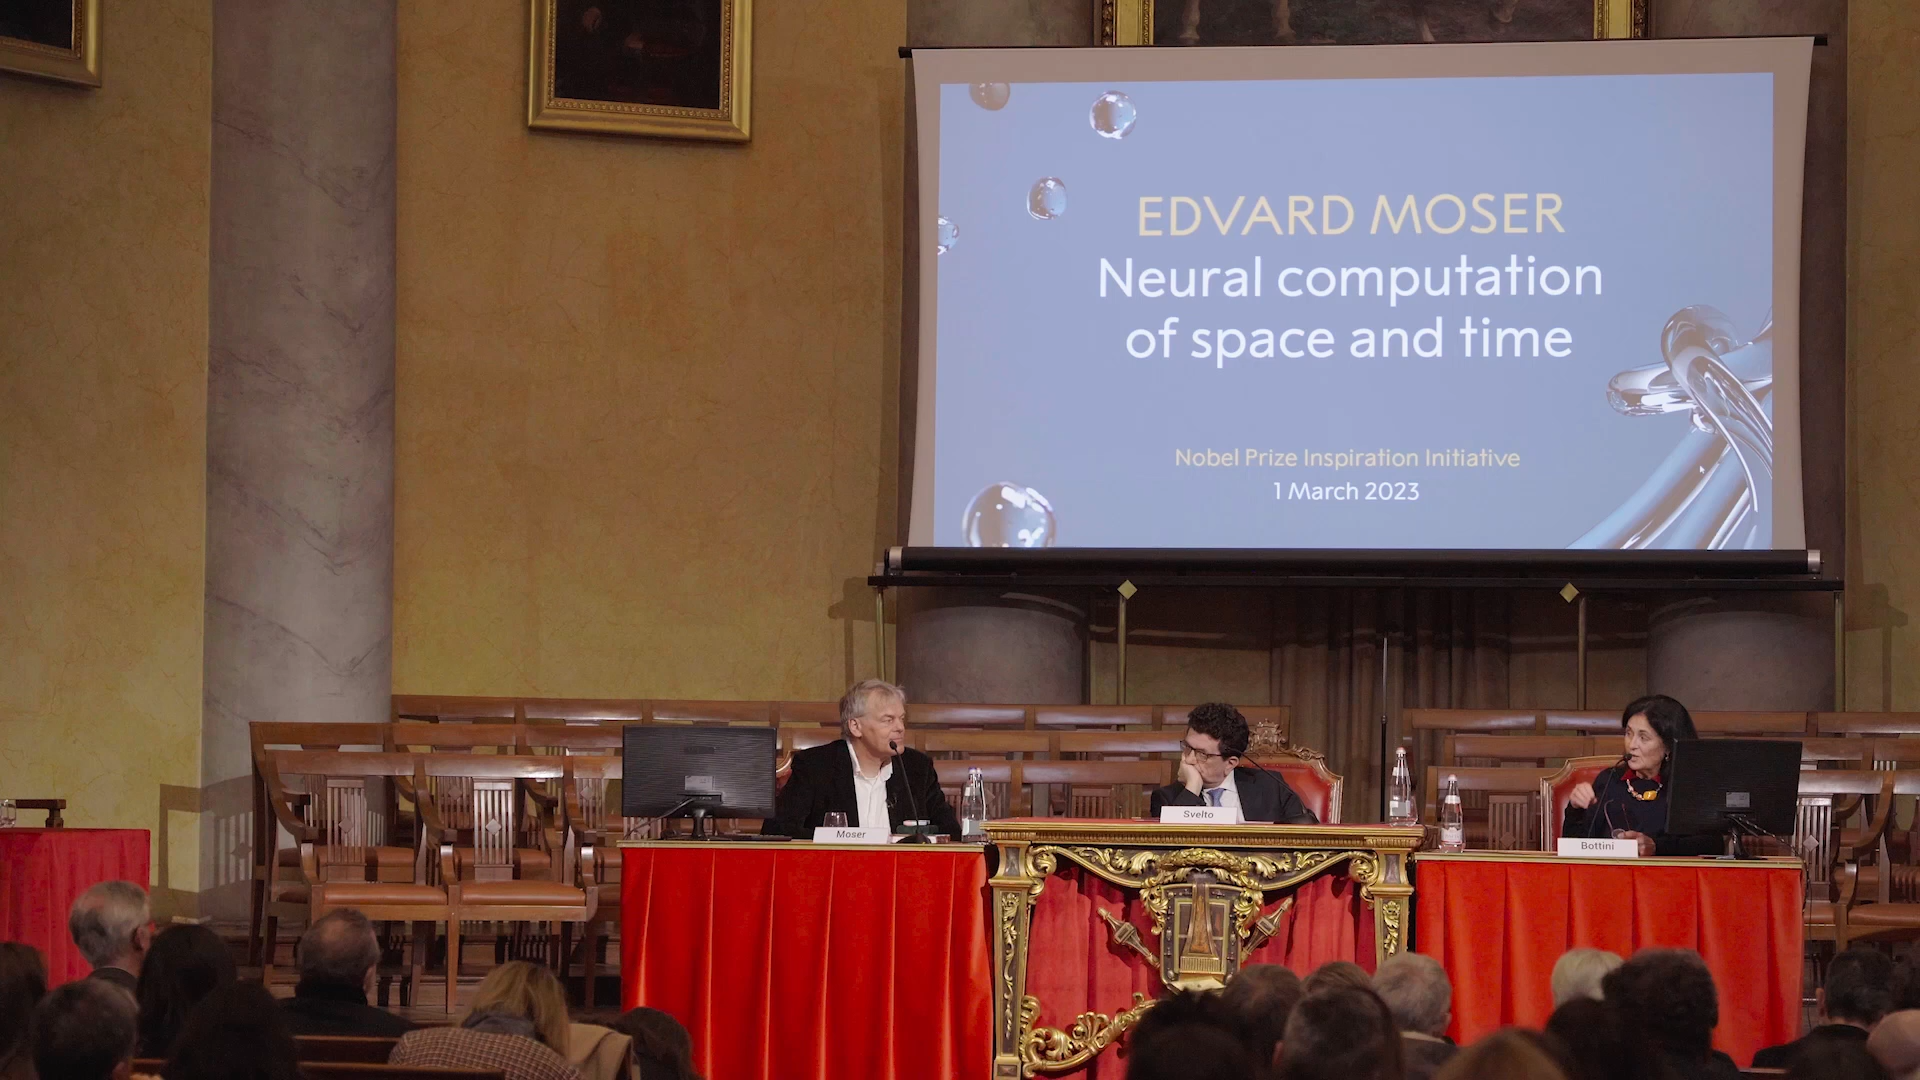 EDVARD MOSER
Neural computation
of space and time
Nobel Prize Inspiration Initiative
1 March 2023
Moser
Svelto
Bottini